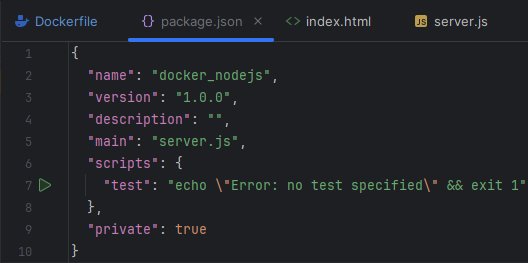 Dockerfile package.json index.html server.js
1 {
2 "name": "docker_nodejs",
3 "version": "1.0.0",
4 "description": "",
5 "main": "server.js",
6 "scripts": {
7 "test": "echo \"Error: no test specified\" && exit 1"
8 },
9 "private": true
10 }